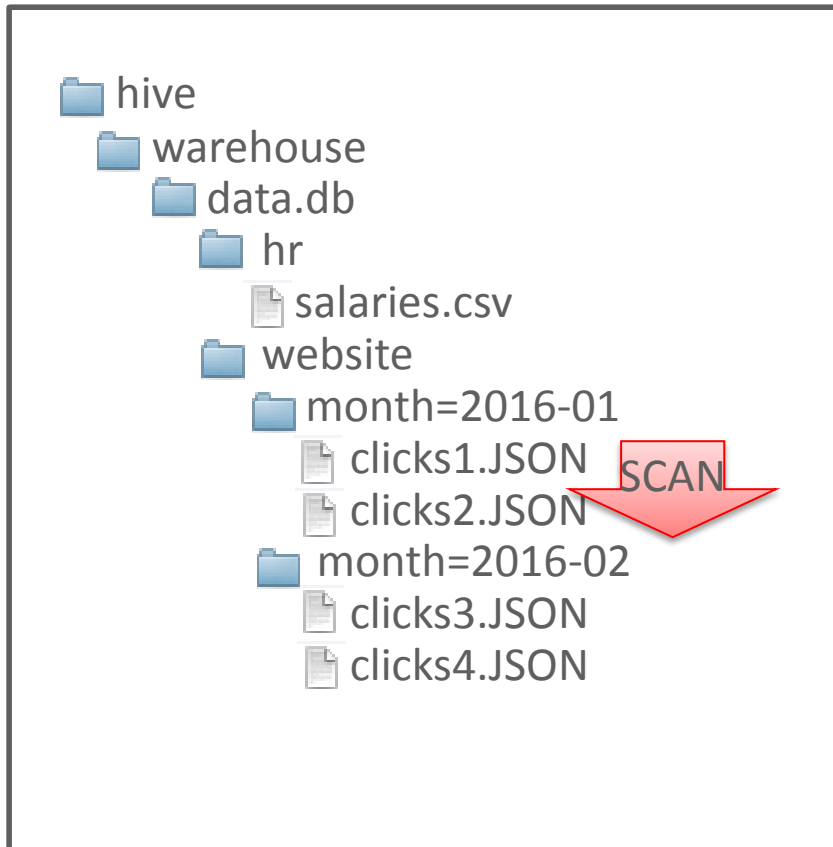 hive
warehouse
data.db
hr
salaries.csv
website
month=2016-01
clicks1.JSON
SCAN
clicks2.JSON
month=2016-02
clicks3.JSON
clicks4.JSON